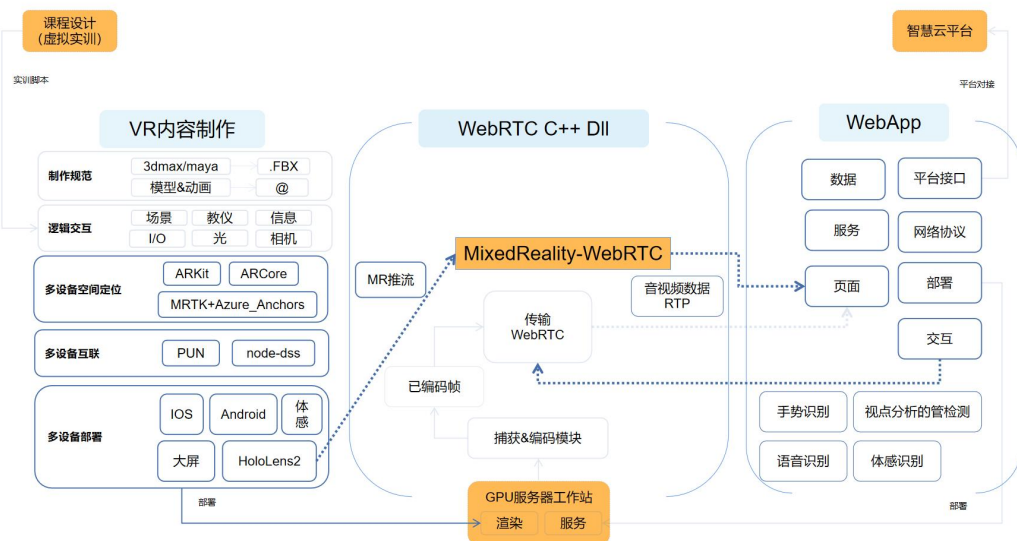 课程设计
（虚拟实训）
智慧云平台
实训脚本
平台对接
VR内容制作
WebRTC C++ Dll
WebApp
制作规范
3dmax/maya
.FBX
模型&动画
@
逻辑交互
场景
教仪
信息
I/O
光
相机
多设备空间定位
ARKit
ARCore
MRTK+Azure_Anchors
多设备互联
PUN
node-dss
多设备部署
IOS
Android
体
感
大屏
HoloLens2
部署
MR推流
MixedReality-WebRTC
音视频数据
RTP
传输
WebRTC
已编码帧
捕获&编码模块
GPU服务器工作站
渲染
服务
数据
平台接口
服务
网络协议
页面
部署
交互
手势识别
视点分析的管检测
语音识别
体感识别
部署